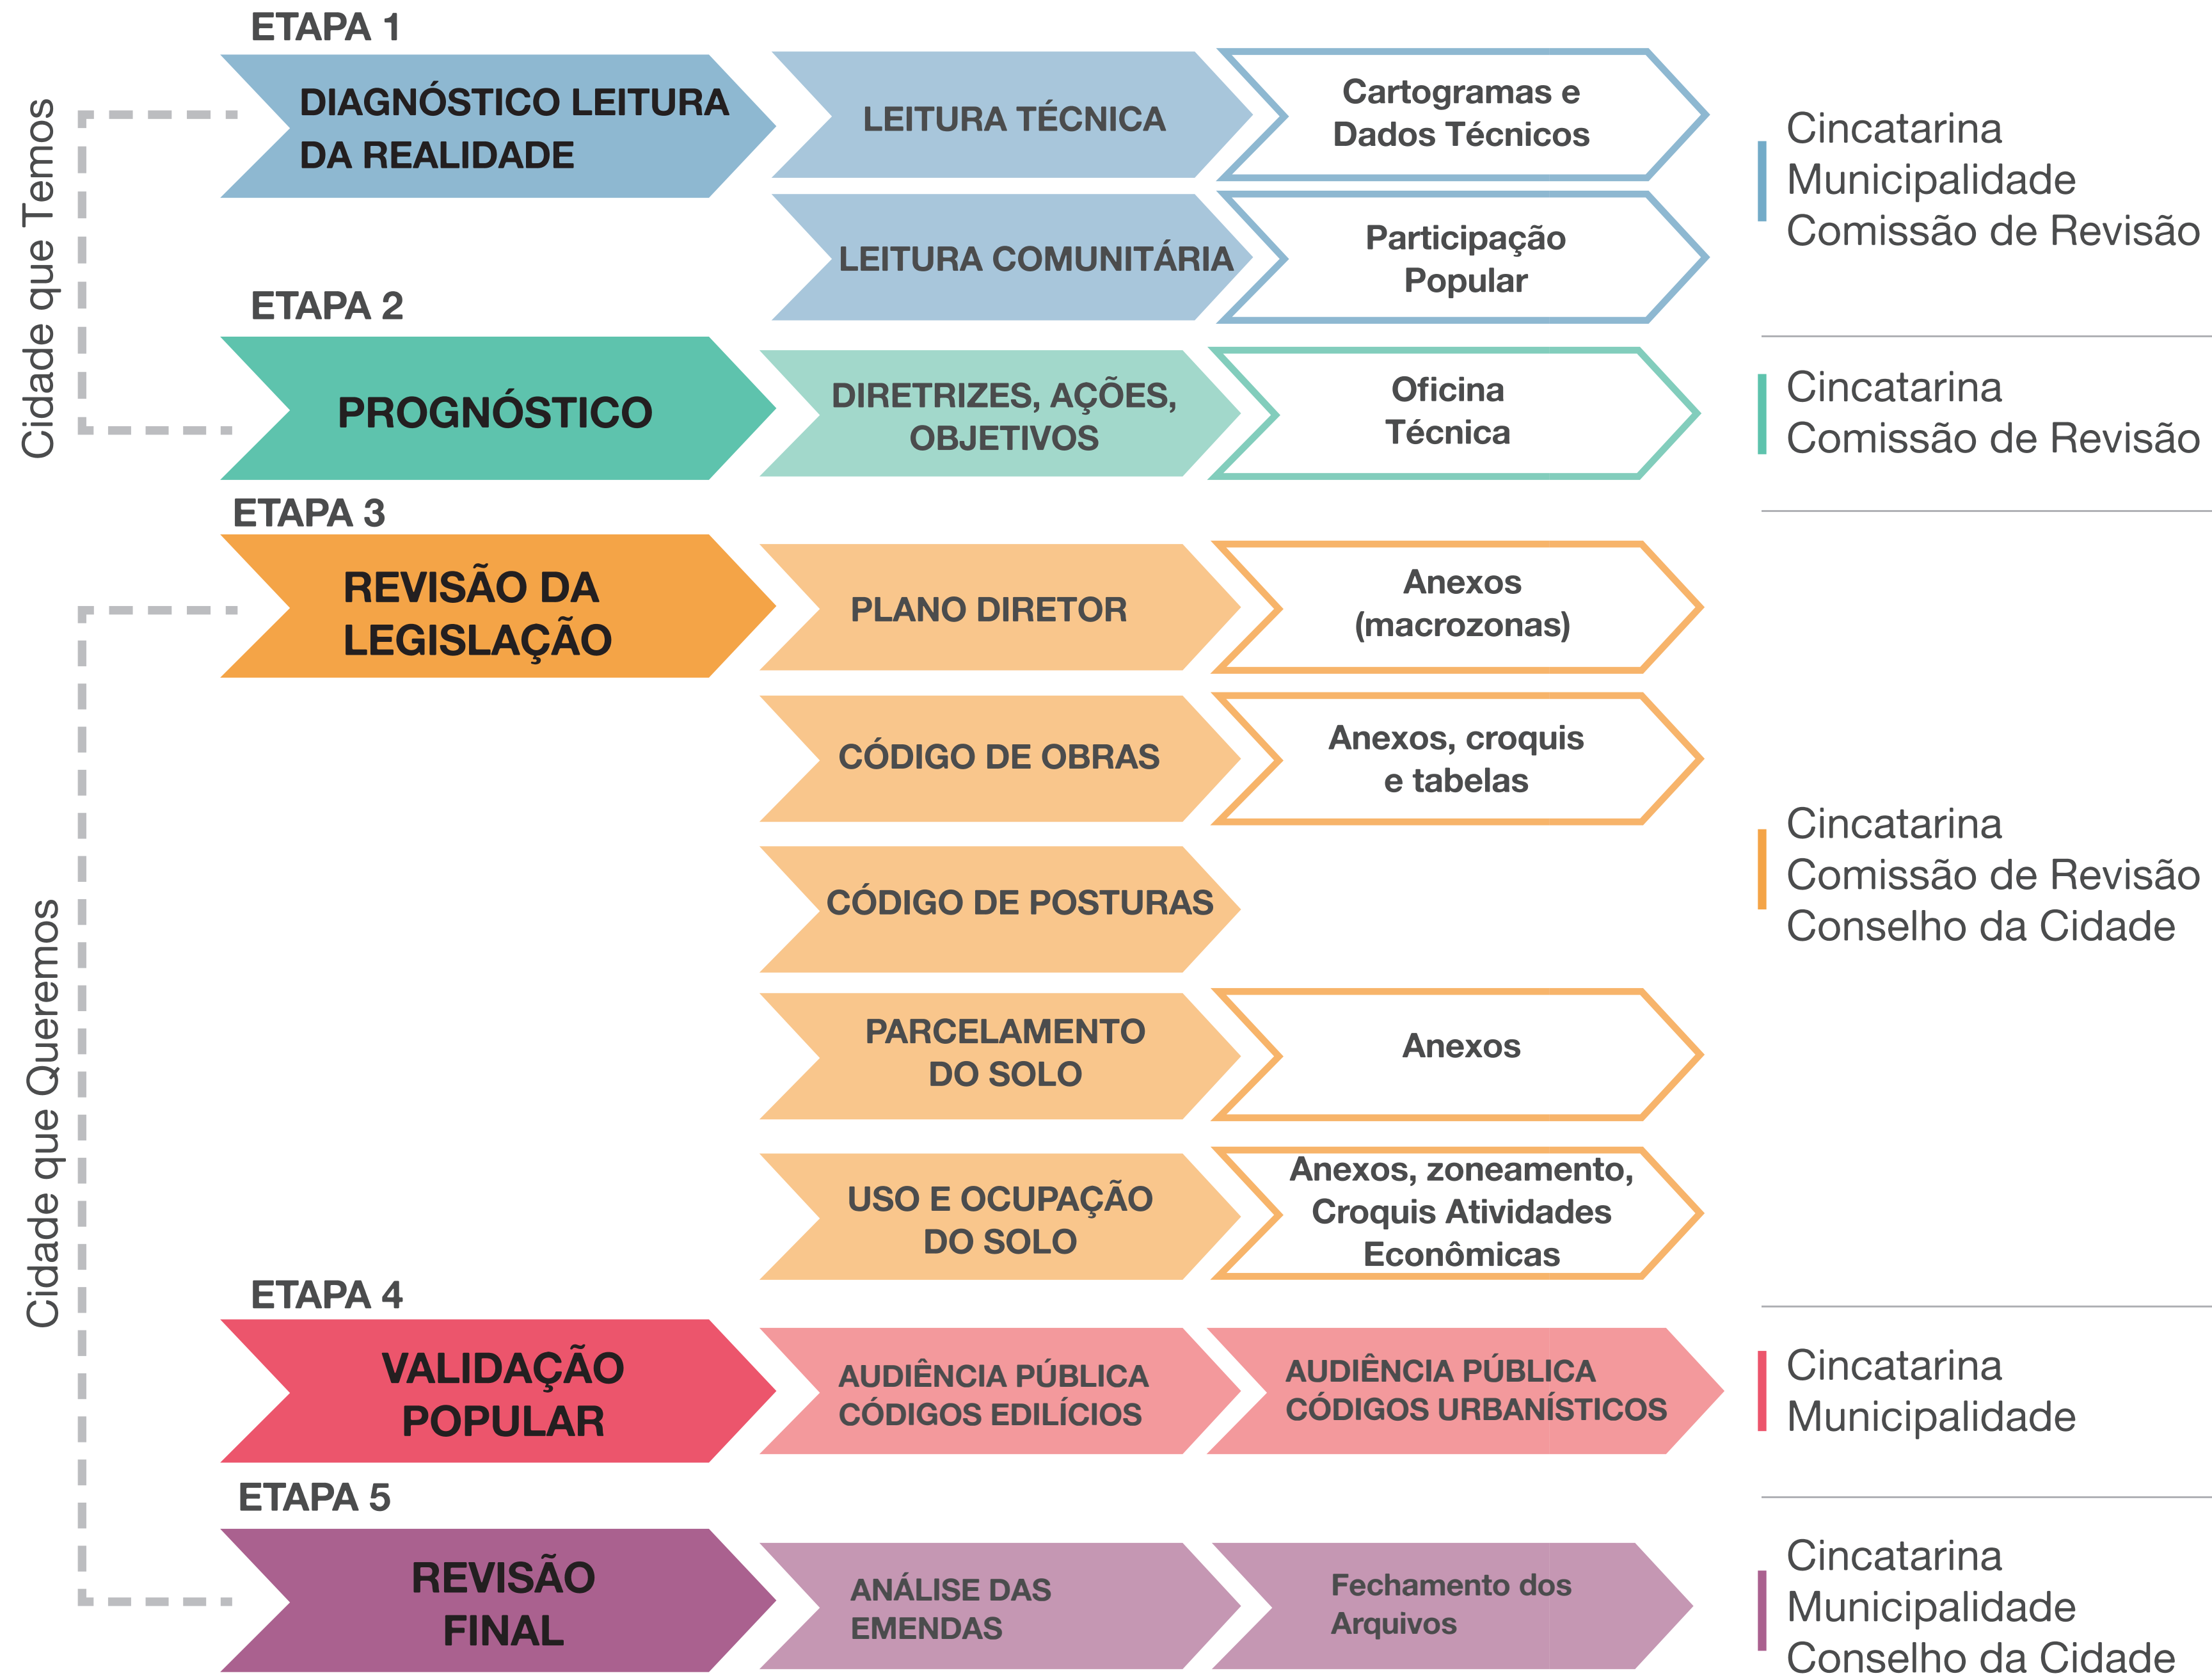 Cidade que Temos
ETAPA 1
DIAGNÓSTICO LEITURA
DA REALIDADE
LEITURA TÉCNICA
Cartogramas e
Dados Técnicos
LEITURA COMUNITÁRIA
Participação
Popular
Cincatarina
Municipalidade
Comissão de Revisão
ETAPA 2
PROGNÓSTICO
DIRETRIZES, AÇÕES,
OBJETIVOS
Oficina
Técnica
Cincatarina
Comissão de Revisão
Cidade que Queremos
ETAPA 3
REVISÃO DA
LEGISLAÇÃO
PLANO DIRETOR
Anexos
(macrozonas)
CÓDIGO DE OBRAS
Anexos, croquis
e tabelas
CÓDIGO DE POSTURAS
PARCELAMENTO
DO SOLO
Anexos
USO E OCUPAÇÃO
DO SOLO
Anexos, zoneamento,
Croquis Atividades
Econômicas
Cincatarina
Comissão de Revisão
Conselho da Cidade
ETAPA 4
VALIDAÇÃO
POPULAR
AUDIÊNCIA PÚBLICA
CÓDIGOS EDILÍCIOS
AUDIÊNCIA PÚBLICA
CÓDIGOS URBANÍSTICOS
Cincatarina
Municipalidade
ETAPA 5
REVISÃO
FINAL
ANÁLISE DAS
EMENDAS
Fechamento dos
Arquivos
Cincatarina
Municipalidade
Conselho da Cidade